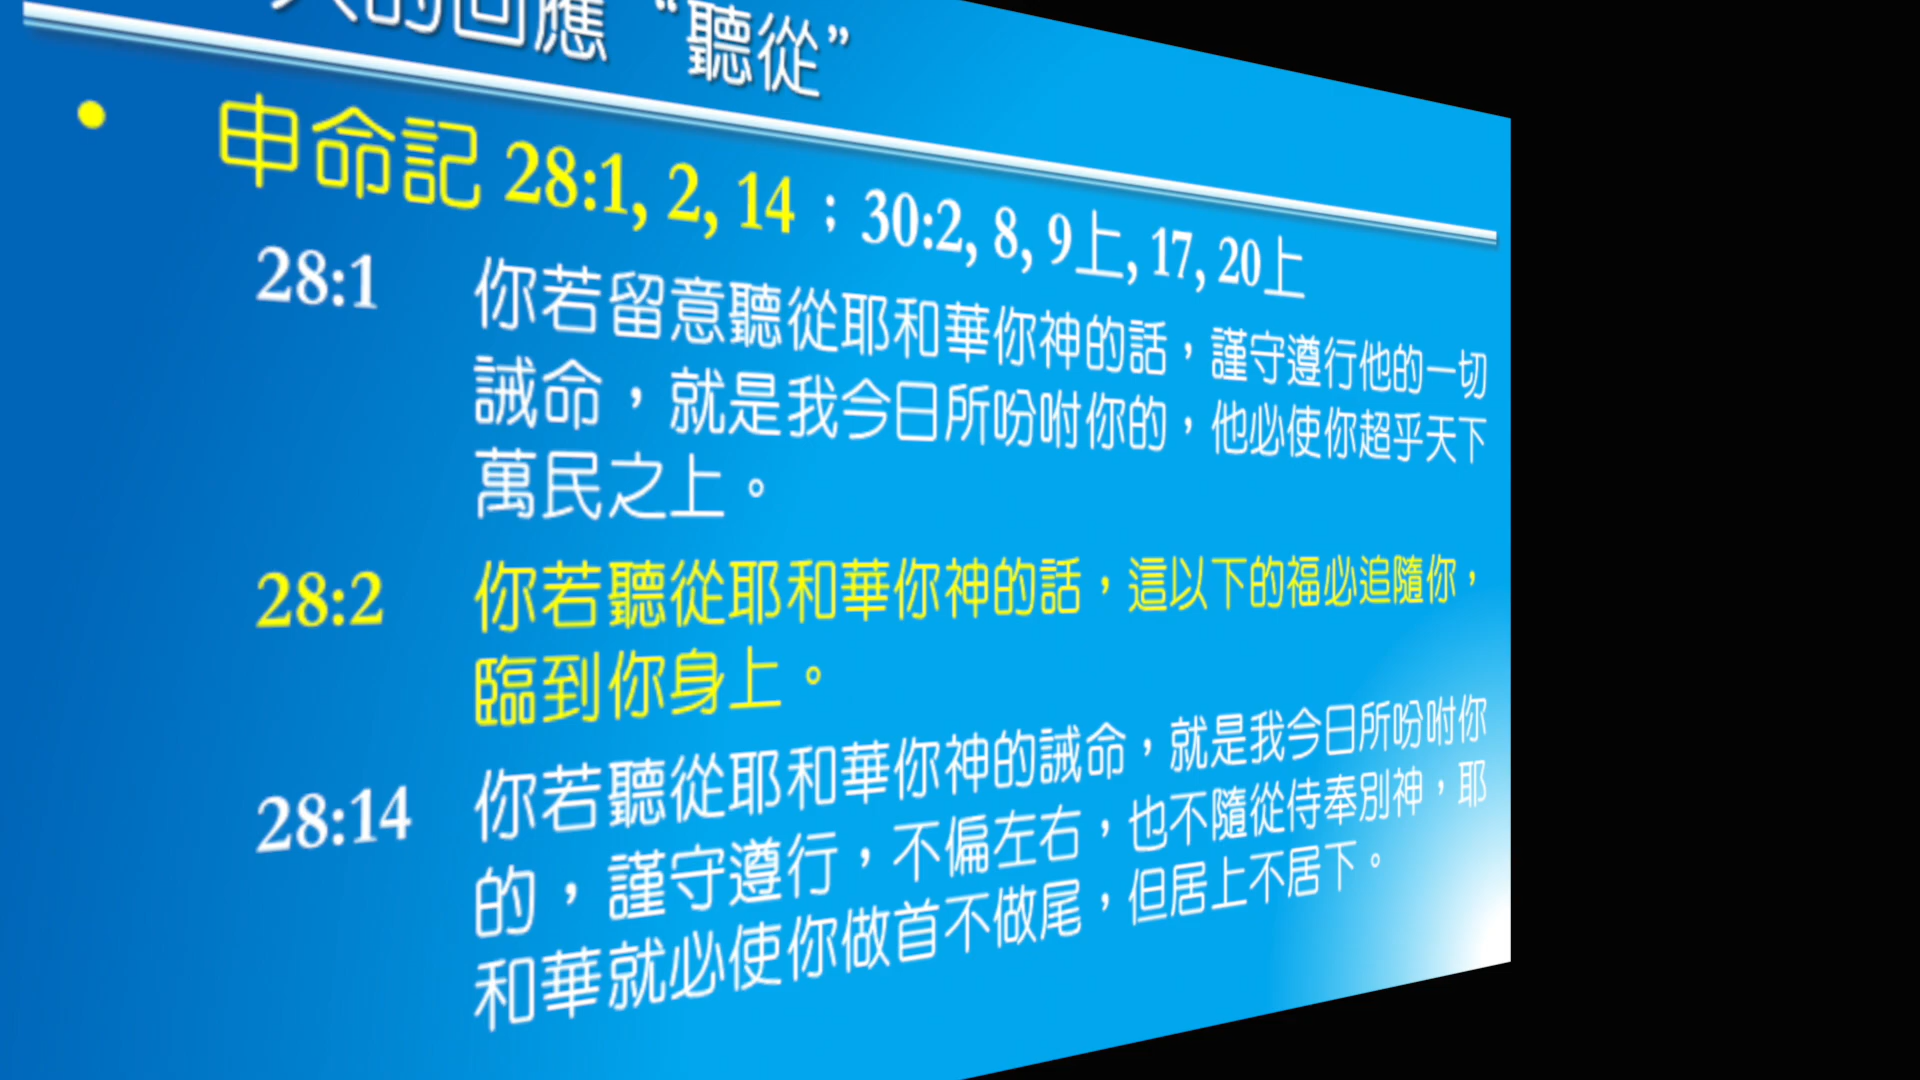 人的回應“聽從”
• 申命記 28:1, 2, 14；30:2, 8, 9上, 17, 20上
28:1 你若留意聽從耶和華你神的話，謹守遵行他的一切
誡命，就是我今日所吩咐你的，他必使你超乎天下
萬民之上。
28:2 你若聽從耶和華你神的話，這以下的福必追隨你，
臨到你身上。
28:14 你若聽從耶和華你神的誡命，就是我今日所吩咐你
的，謹守遵行，不偏左右，也不隨從侍奉別神，耶
和華就必使你做首不做尾，但居上不居下。